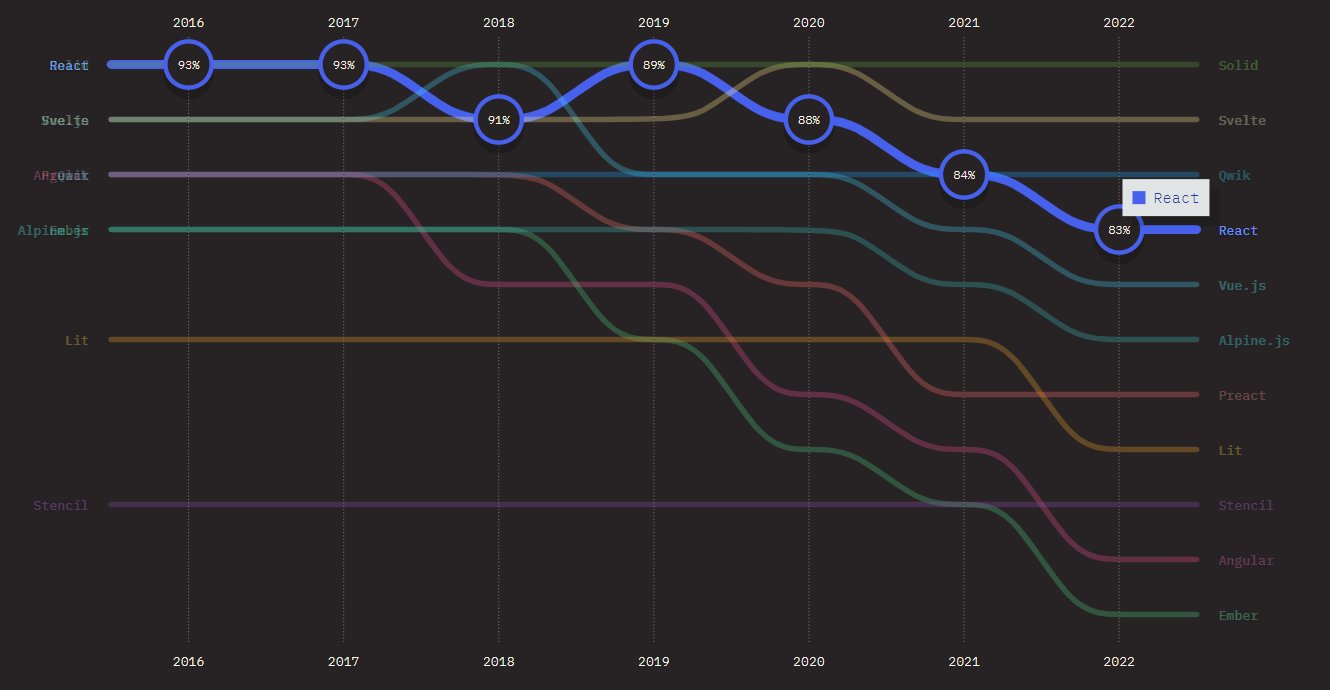 2016 2017 2018 2019 2020 2021 2022
React 93% 93% 89% Solid
91% 88% Svelte
84% Qwik
React
83% React
Vue.js
Lit Alpine.js
Preact
Lit
Stencil Stencil
Angular
Ember
2016 2017 2018 2019 2020 2021 2022